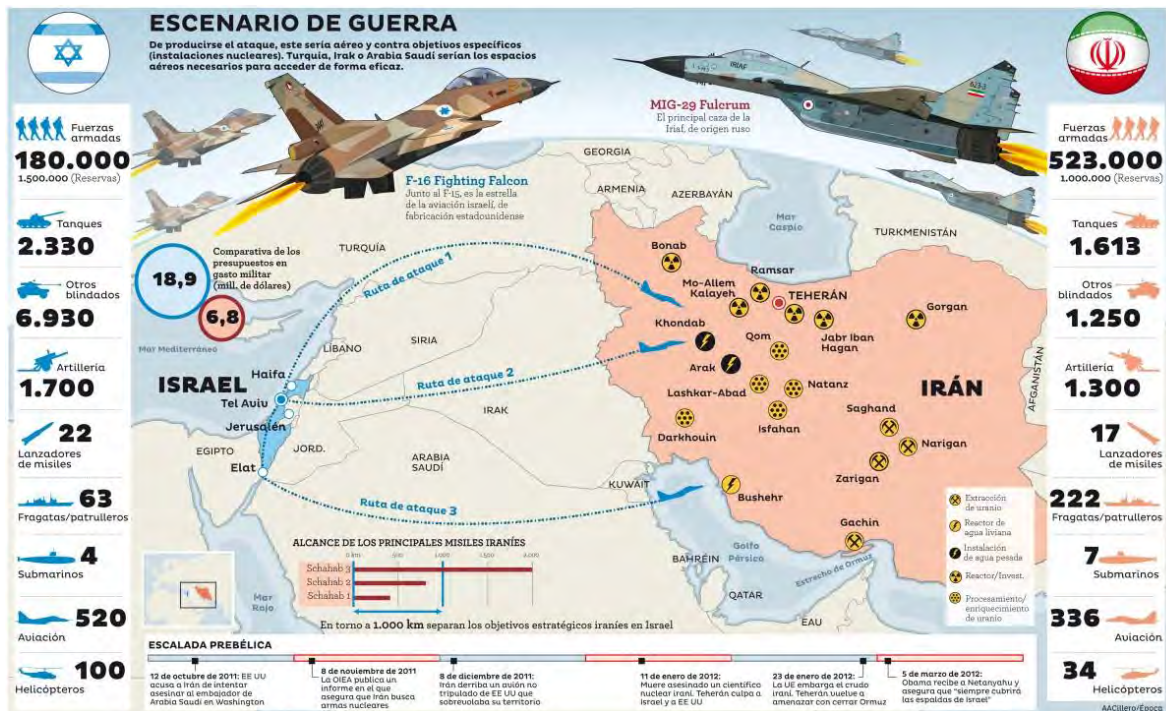 ESCENARIO DE GUERRA
De producirse el ataque, este sería aéreo y contra objetivos específicos
(instalaciones nucleares). Turquía, Irak o Arabia Saudí serían los espacios
aéreos necesarios para acceder de forma eficaz.
Fuerzas
armadas
180.000
1.500.000 (Reservas)
Tanques
2.330
Otros
blindados
6.930
Artillería
1.700
22
Lanzadores
de misiles
63
Fragatas/patrulleros
4
Submarinos
520
Aviación
100
Helicópteros
F-16 Fighting Falcon
Junto al F-15, es la estrella
de la aviación israelí, de
fabricación estadounidense
IRIAF
MIG-29 Fulcrum
El principal caza de la
Iriaf, de origen ruso
Comparativa de los
presupuestos en
gasto militar
(mill. de dólares)
18,9
6,8
GEORGIA
ARMENIA
AZERBAYÁN
Mar
Caspio
TURKMENISTÁN
TURQUÍA
Mar Mediterráneo
LÍBANO
SIRIA
IRAK
ISRAEL
Haifa
Tel Aviu
Jerusalén
Elat
EGIPTO
JORD.
ARABIA
SAUDÍ
KUWAIT
BAHRÉIN
QATAR
EAU
Golfo
Pérsico
Estrecho de Ormuz
Mar
Rojo
AFGANISTÁN
Ruta de ataque 1
Ruta de ataque 2
Ruta de ataque 3
IRÁN
Bonab
Ramsar
Mo-Allem
Kalayeh
TEHERÁN
Gorgan
Khondab
Qom
Jabr Iban
Hagan
Arak
Lashkar-Abad
Natanz
Isfahan
Darkhouin
Saghand
Narigan
Zarigan
Bushehr
Gachin
Extracción
de uranio
Reactor de
agua liviana
Instalación
de agua pesada
Reactor/Invest.
Procesamiento/
enriquecimiento
de uranio
ALCANCE DE LOS PRINCIPALES MISILES IRANÍES
0 km 500 1.000 2.000
Schahab 3
Schahab 2
Schahab 1
En torno a 1.000 km separan los objetivos estratégicos iraníes en Israel
Fuerzas
armadas
523.000
1.000.000 (Reservas)
Tanques
1.613
Otros
blindados
1.250
Artillería
1.300
17
Lanzadores
de misiles
222
Fragatas/patrulleros
7
Submarinos
336
Aviación
34
Helicópteros
ESCALADA PREBÉLICA
12 de octubre de 2011: EE UU
acusa a Irán de intentar
asesinar al embajador de
Arabia Saudí en Washington
8 de noviembre de 2011
La OIEA publica un
informe en el que
asegura que Irán busca
armas nucleares
8 de diciembre de 2011:
Irán derriba un avión no
tripulado de EE UU que
sobrevolaba su territorio
11 de enero de 2012:
Muere asesinado un científico
nuclear iraní. Teherán culpa a
Israel y a EE UU
23 de enero de 2012:
La UE embarga el crudo
iraní. Teherán vuelve a
amenazar con cerrar Ormuz
5 de marzo de 2012:
Obama recibe a Netanyahu y
asegura que "siempre cubrirá
las espaldas de Israel"
AACillero/Época